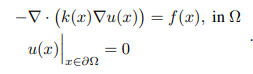 −∇ · (k(x)∇u(x)) = f(x), in Ω
u(x)|_{x∈∂Ω} = 0
.